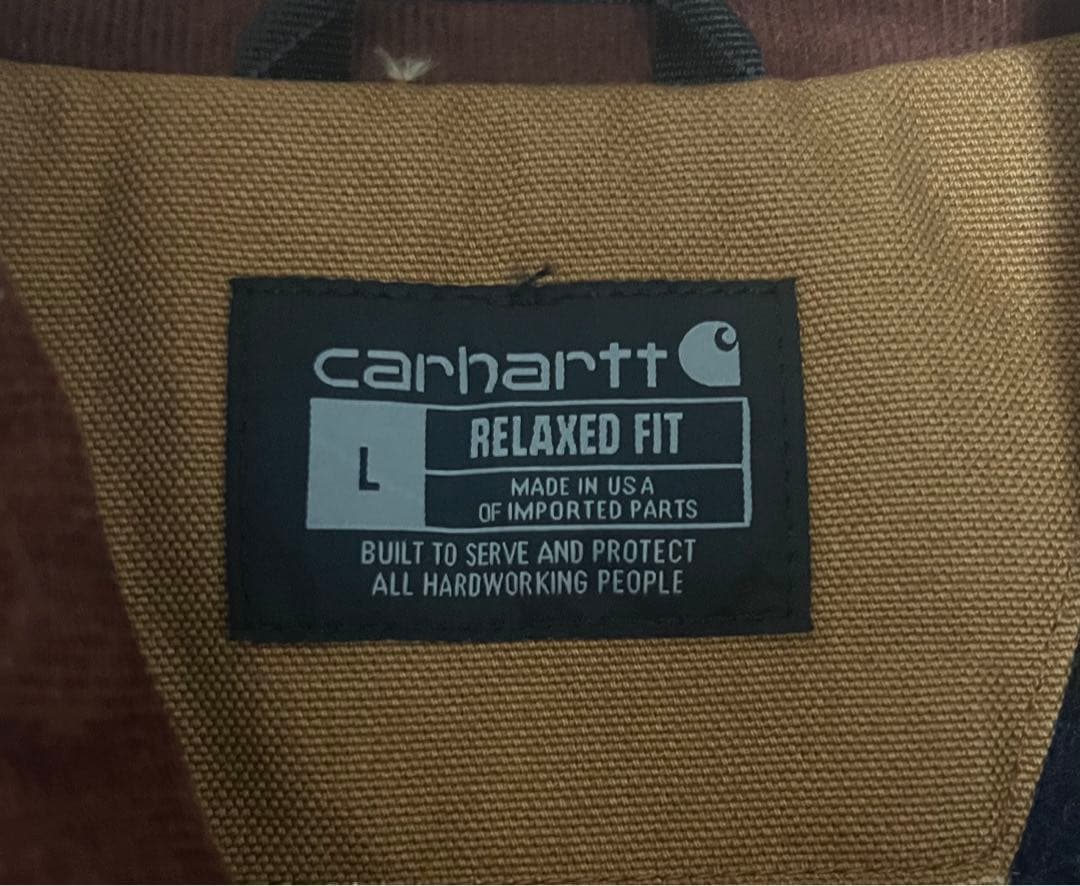 carhartt
L
RELAXED FIT
MADE IN USA
OF IMPORTED PARTS
BUILT TO SERVE AND PROTECT
ALL HARDWORKING PEOPLE